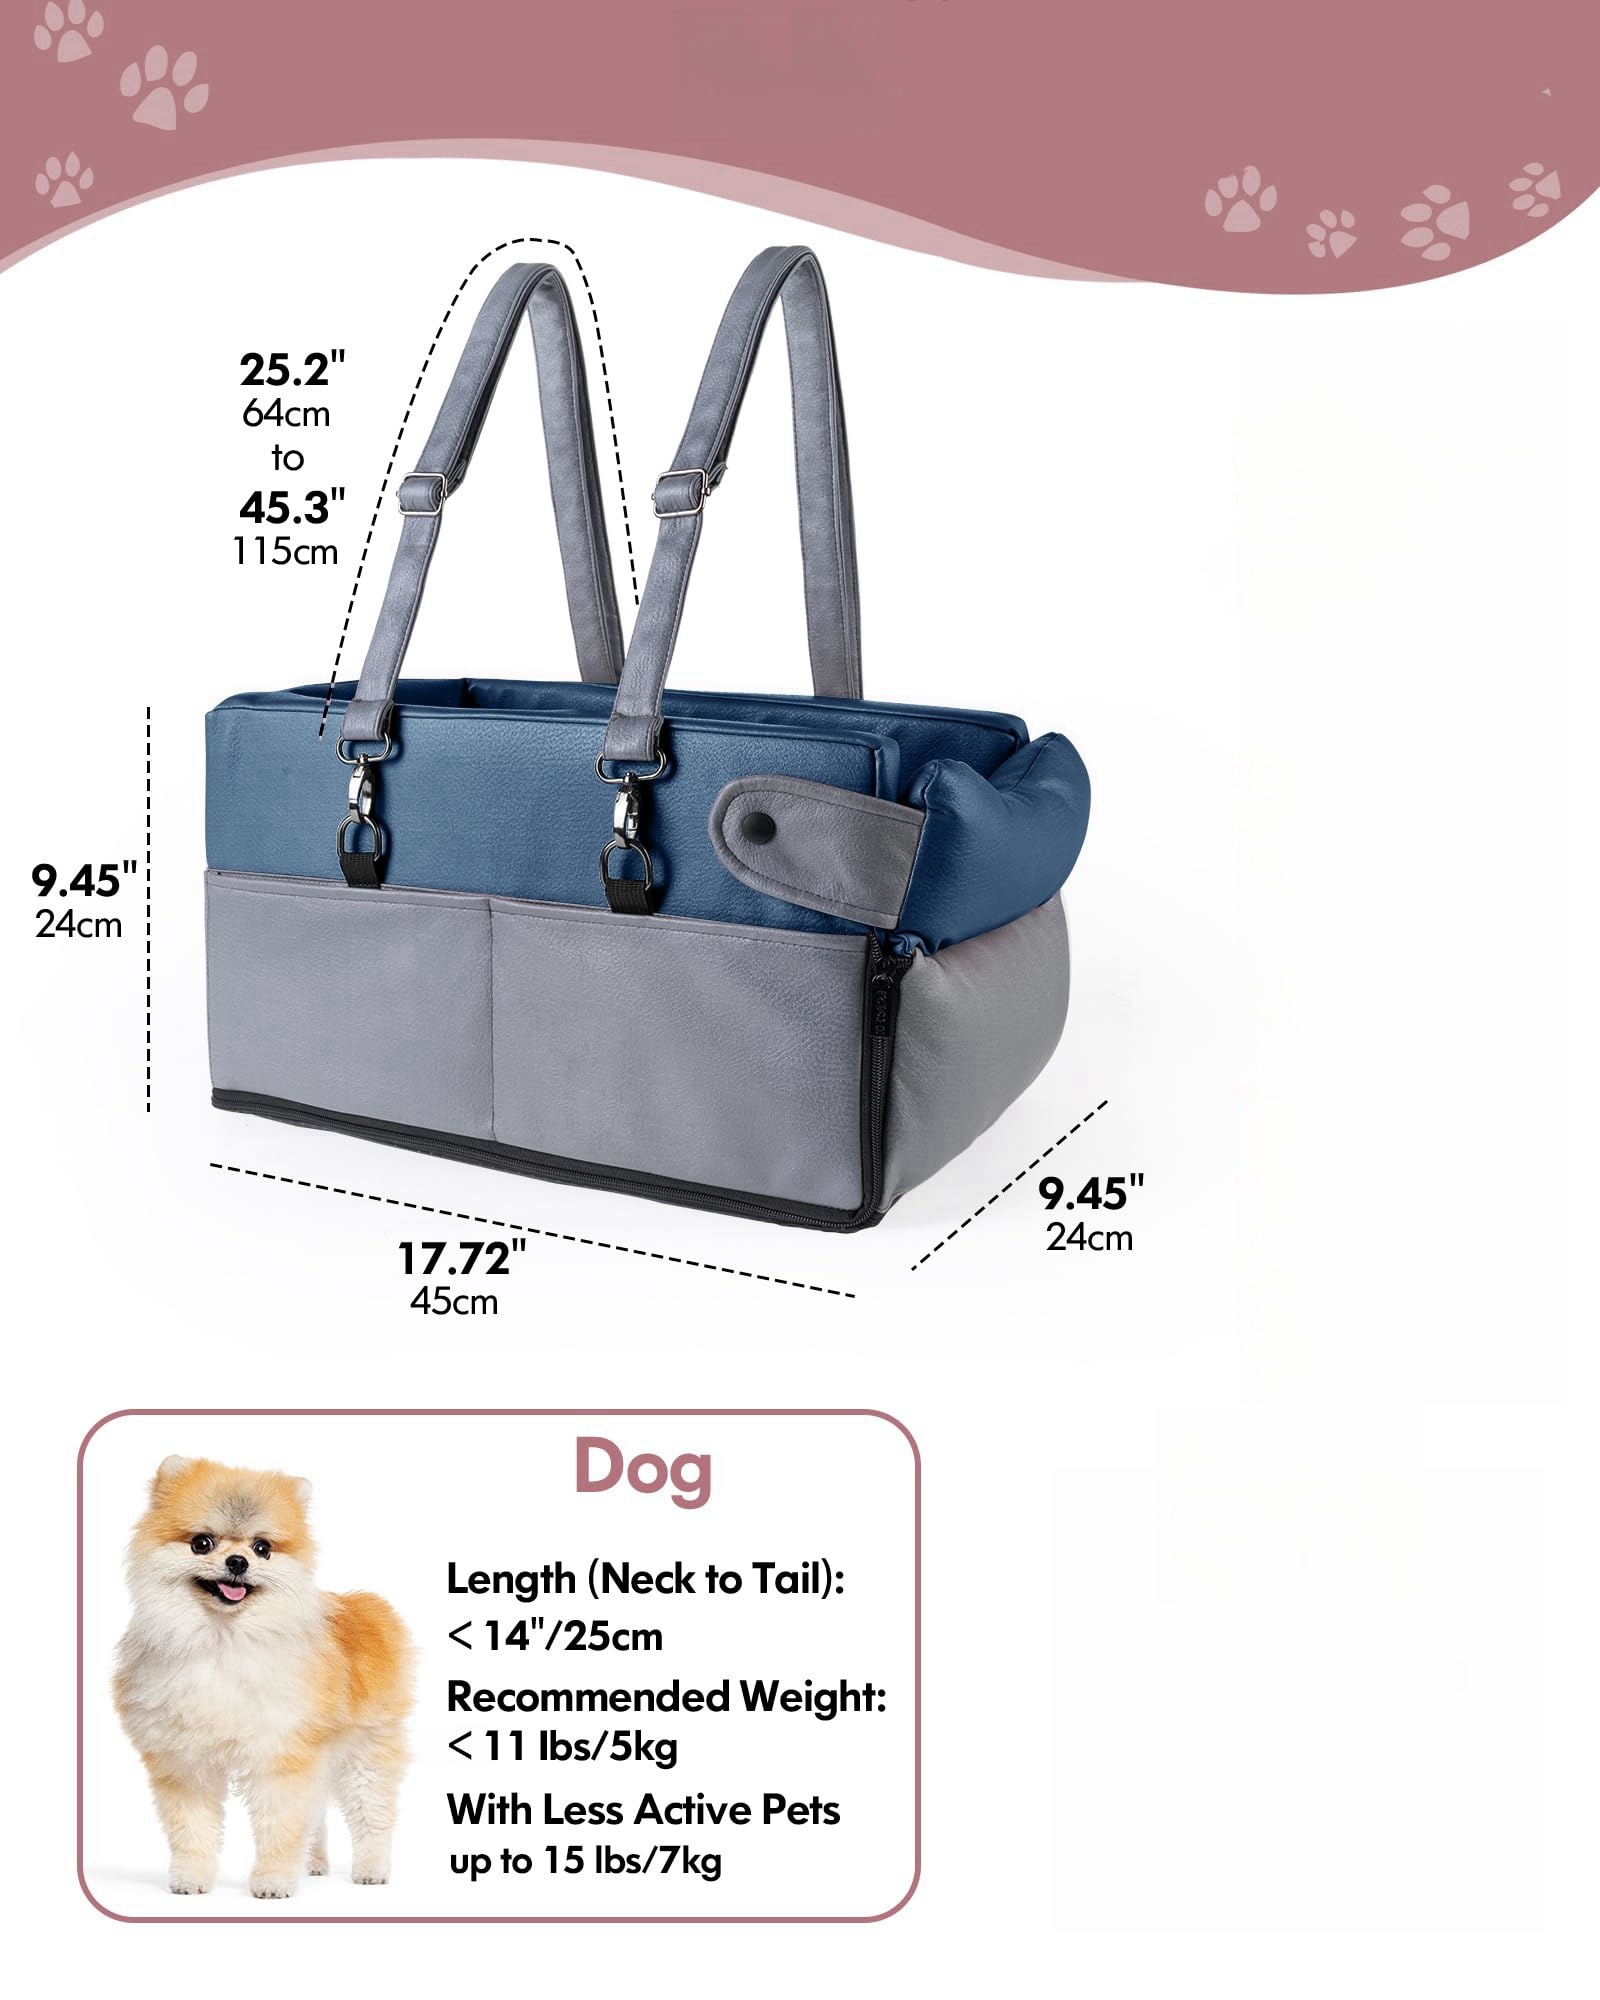 25.2"
64cm
to
45.3"
115cm
9.45"
24cm
9.45"
24cm
17.72"
45cm
Dog
Length (Neck to Tail):
< 14"/25cm
Recommended Weight:
< 11 lbs/5kg
With Less Active Pets
up to 15 lbs/7kg